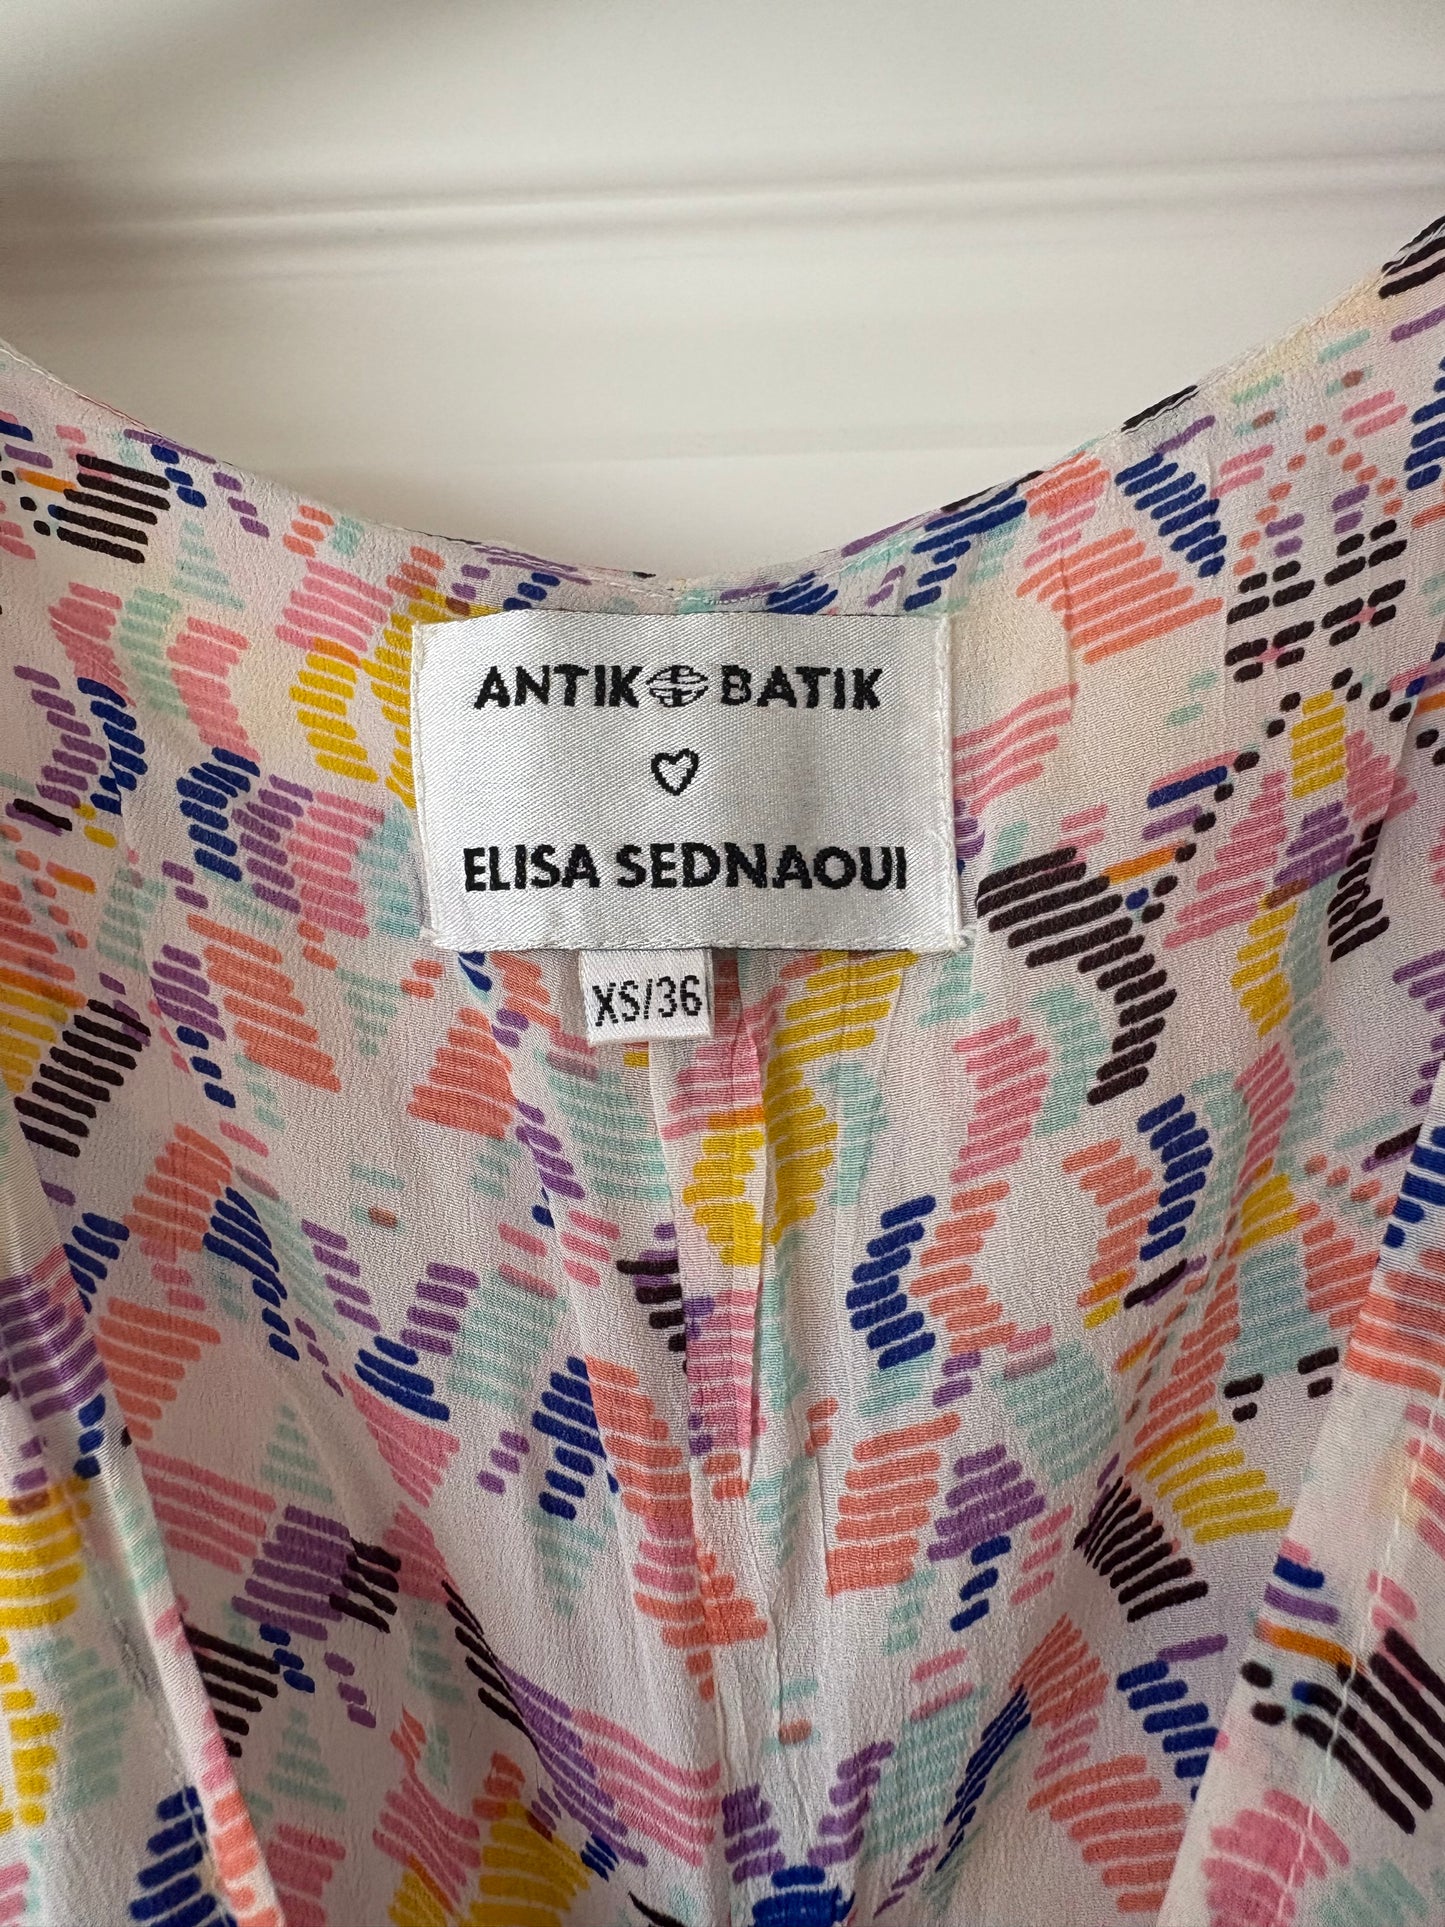 ANTIK BATIK
ELISA SEDNAOUI
XS/36